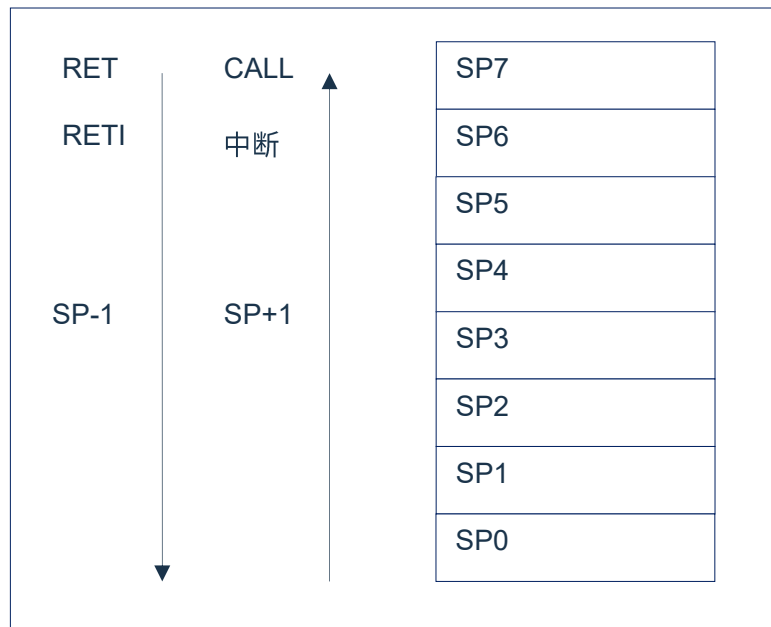 RET CALL SP7
RETI 中断 SP6
SP5
SP4
SP-1 SP+1 SP3
SP2
SP1
SP0